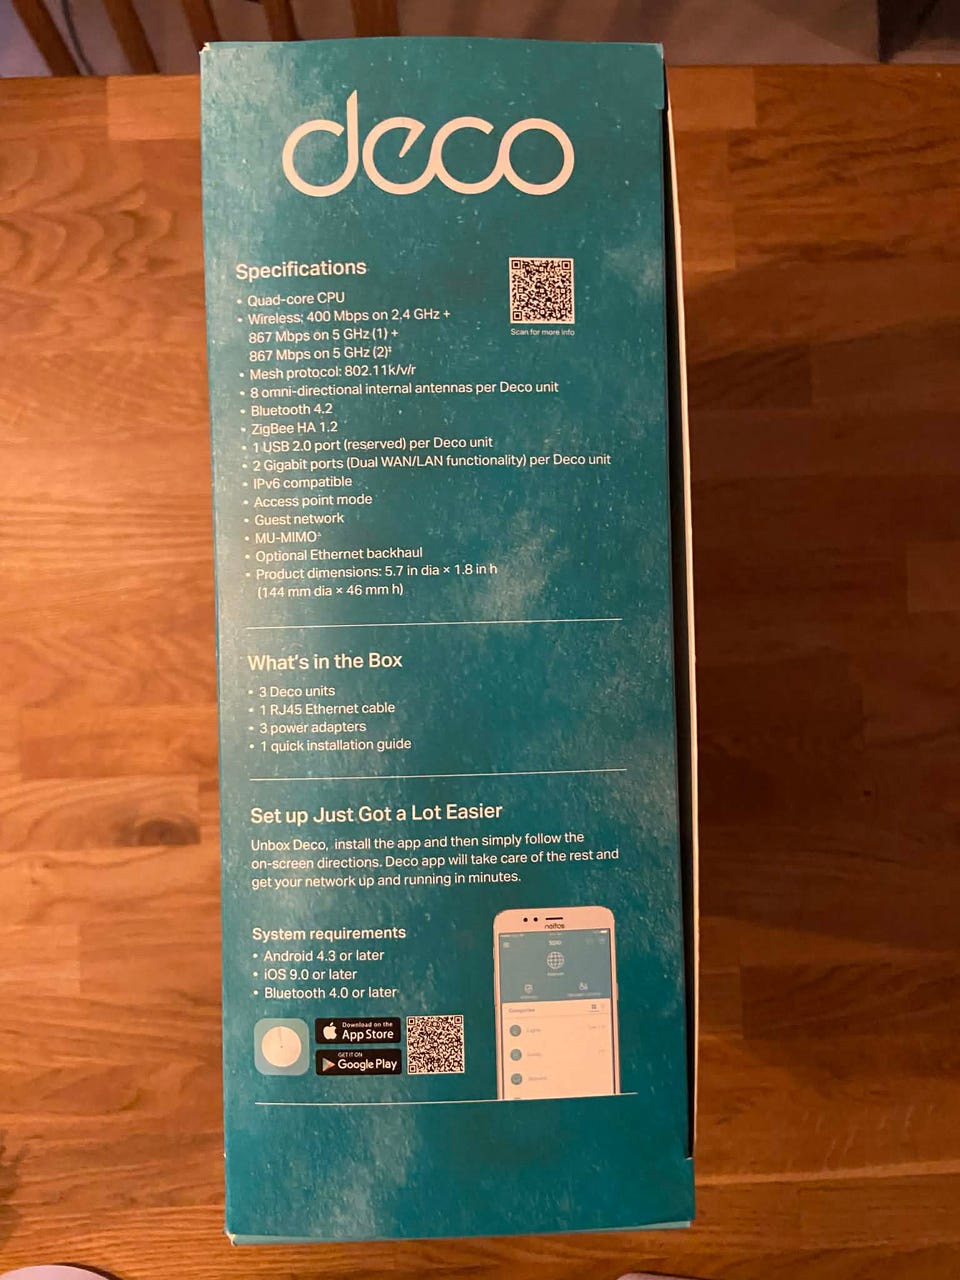 deco
Specifications
• Quad-core CPU
• Wireless: 400 Mbps on 2,4 GHz +
867 Mbps on 5 GHz (1) +
867 Mbps on 5 GHz (2)‡
• Mesh protocol: 802.11k/v/r
• 8 omni-directional internal antennas per Deco unit
• Bluetooth 4.2
• ZigBee HA 1.2
• 1 USB 2.0 port (reserved) per Deco unit
• 2 Gigabit ports (Dual WAN/LAN functionality) per Deco unit
• IPv6 compatible
• Access point mode
• Guest network
• MU-MIMO
• Optional Ethernet backhaul
• Product dimensions: 5.7 in dia × 1.8 in h
(144 mm dia × 46 mm h)
Scan for more info
What's in the Box
• 3 Deco units
• 1 RJ45 Ethernet cable
• 3 power adapters
• 1 quick installation guide
Set up Just Got a Lot Easier
Unbox Deco, install the app and then simply follow the
on-screen directions. Deco app will take care of the rest and
get your network up and running in minutes.
System requirements
• Android 4.3 or later
• iOS 9.0 or later
• Bluetooth 4.0 or later
Download on the
App Store
GET IT ON
Google Play
neffos
Categories
Lights